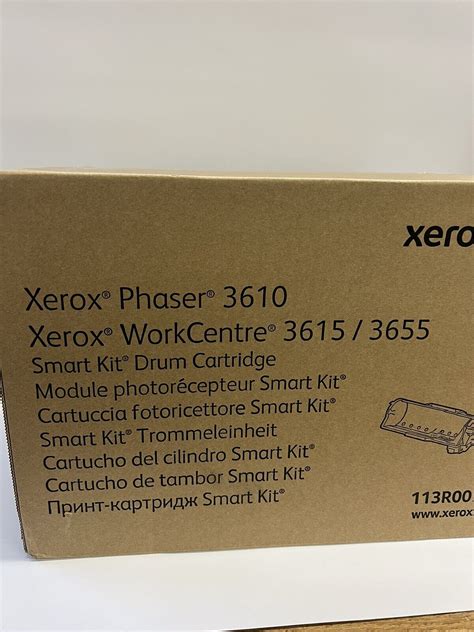 xero
Xerox® Phaser® 3610
Xerox® WorkCentre® 3615 / 3655
Smart Kit® Drum Cartridge
Module photorécepteur Smart Kit®
Cartuccia fotoricettore Smart Kit®
Smart Kit® Trommeleinheit
Cartucho del cilindro Smart Kit®
Cartucho de tambor Smart Kit®
Принт-картридж Smart Kit®
113R00
www.xerox